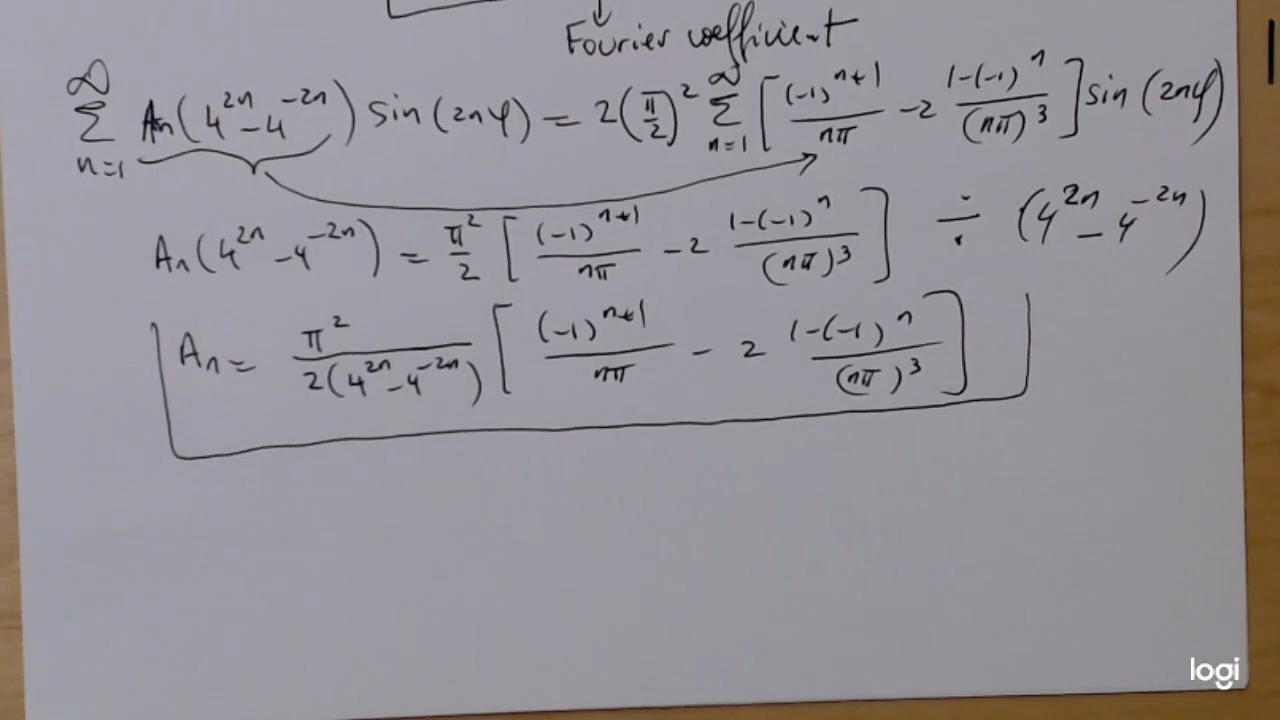 Fourier coefficient
∞∑n=1 An(4^{2n} - 4^{-2n}) sin(2nφ) = 2(π/2)^2 ∞∑n=1 [(-1)^{n+1}/nπ - 2 1-(-1)^n/(nπ)^3] sin(2nφ)
An(4^{2n} - 4^{-2n}) = π^2/2 [(-1)^{n+1}/nπ - 2 1-(-1)^n/(nπ)^3] ÷ (4^{2n} - 4^{-2n})
An = π^2/2(4^{2n} - 4^{-2n}) [(-1)^{n+1}/nπ - 2 1-(-1)^n/(nπ)^3]
logi